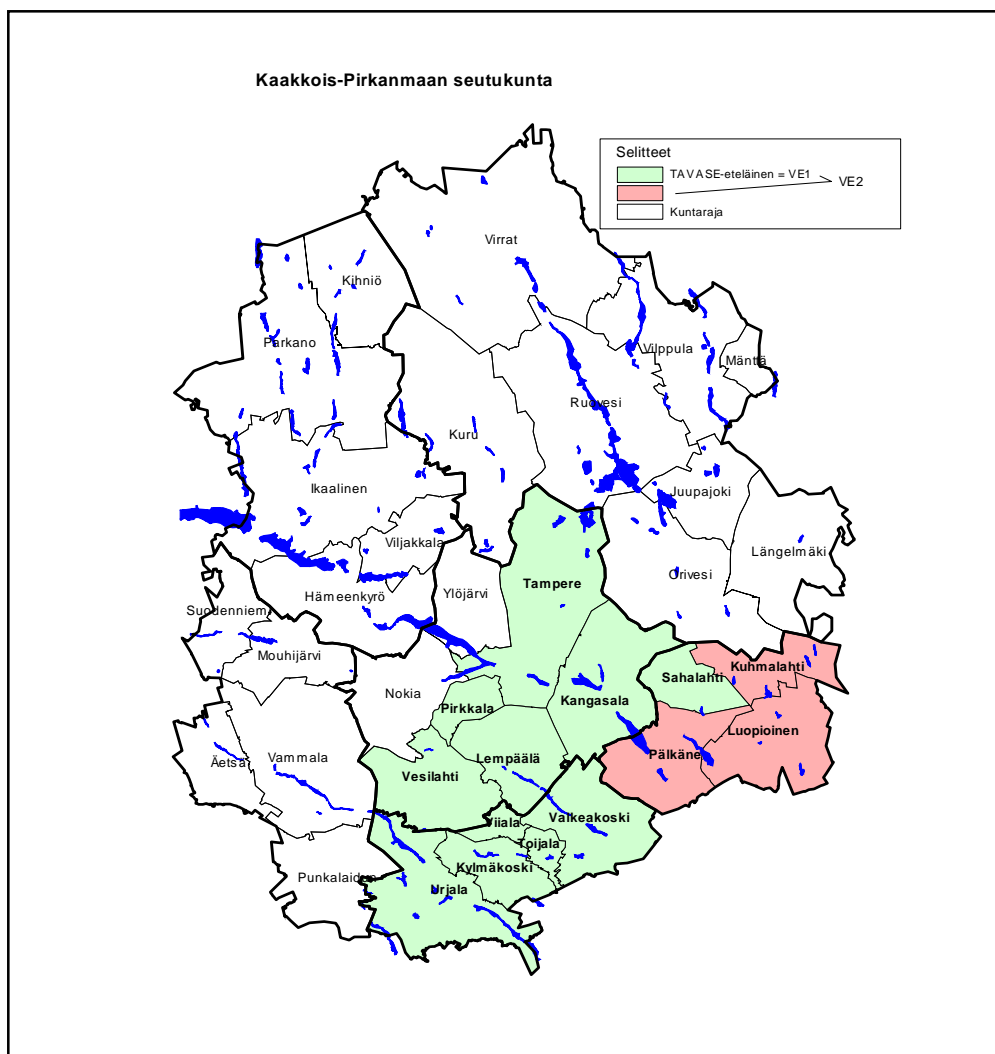 Kaakkois-Pirkanmaan seutukunta
Selitteet
TAVASE-eteläinen = VE1
VE2
Kuntaraja
Virrat
Kihniö
Parkano
Vilppula
Mänttä
Ruovesi
Kuru
Ikaalinen
Juupajoki
Viljakkala
Längelmäki
Orivesi
Tampere
Ylöjärvi
Hämeenkyrö
Suodenniemi
Mouhijärvi
Kuhmalahti
Sahalahti
Nokia
Kangasala
Pirkkala
Luopioinen
Pälkäne
Äetsä
Vammala
Lempäälä
Vesilahti
Valkeakoski
Viiala
Toijala
Kylmäkoski
Punkalaidun
Urjala